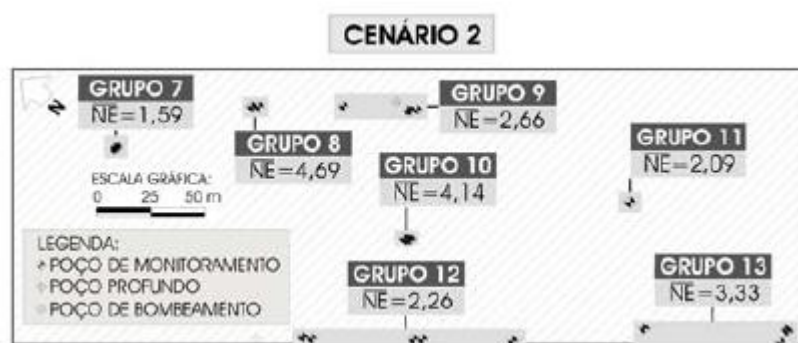 CENÁRIO 2
N
GRUPO 7
NE=1,59
GRUPO 8
NE=4,69
GRUPO 9
NE=2,66
GRUPO 10
NE=4,14
GRUPO 11
NE=2,09
ESCALA GRÁFICA:
0 25 50 m
LEGENDA:
POÇO DE MONITORAMENTO
POÇO PROFUNDO
POÇO DE BOMBEAMENTO
GRUPO 12
NE=2,26
GRUPO 13
NE=3,33